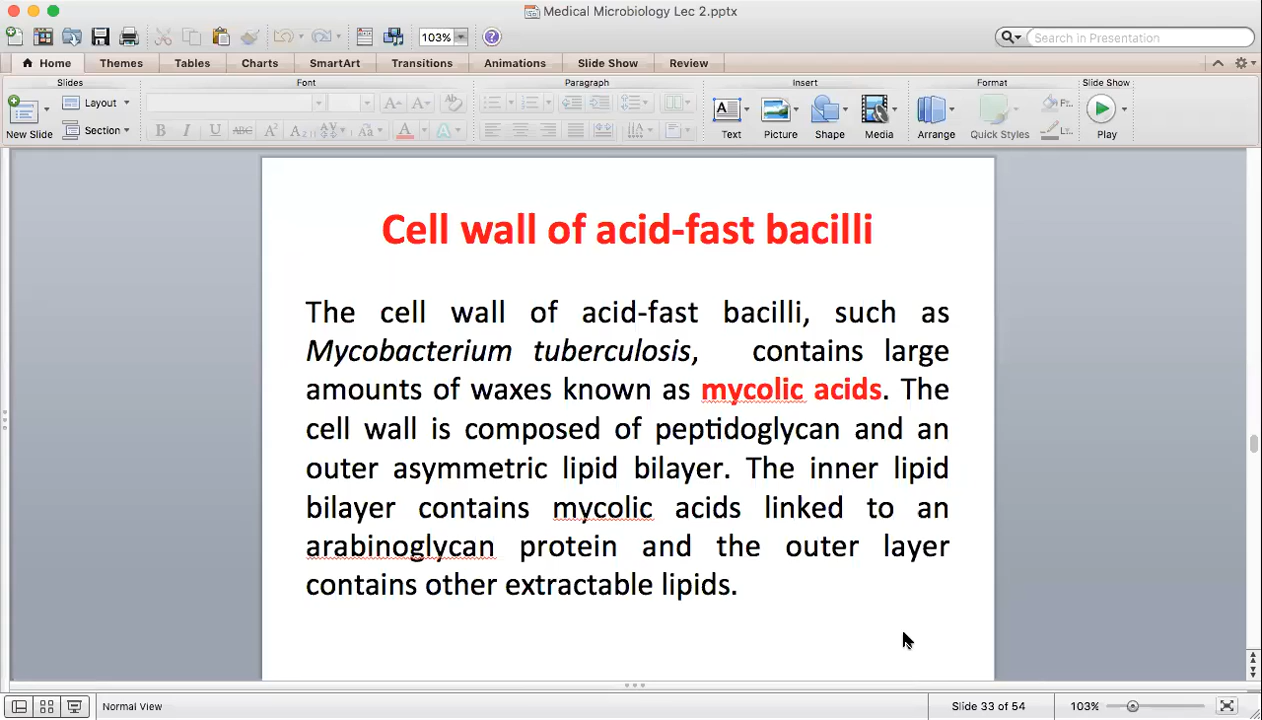 Medical Microbiology Lec 2.pptx
103%
Search in Presentation
Home Themes Tables Charts SmartArt Transitions Animations Slide Show Review
Slides Font Paragraph Insert Format Slide Show
New Slide Layout Section Text Picture Shape Media Arrange Quick Styles Play
B I U ABC
Cell wall of acid-fast bacilli
The cell wall of acid-fast bacilli, such as
Mycobacterium tuberculosis, contains large
amounts of waxes known as mycolic acids. The
cell wall is composed of peptidoglycan and an
outer asymmetric lipid bilayer. The inner lipid
bilayer contains mycolic acids linked to an
arabinoglycan protein and the outer layer
contains other extractable lipids.
Normal View Slide 33 of 54 103%